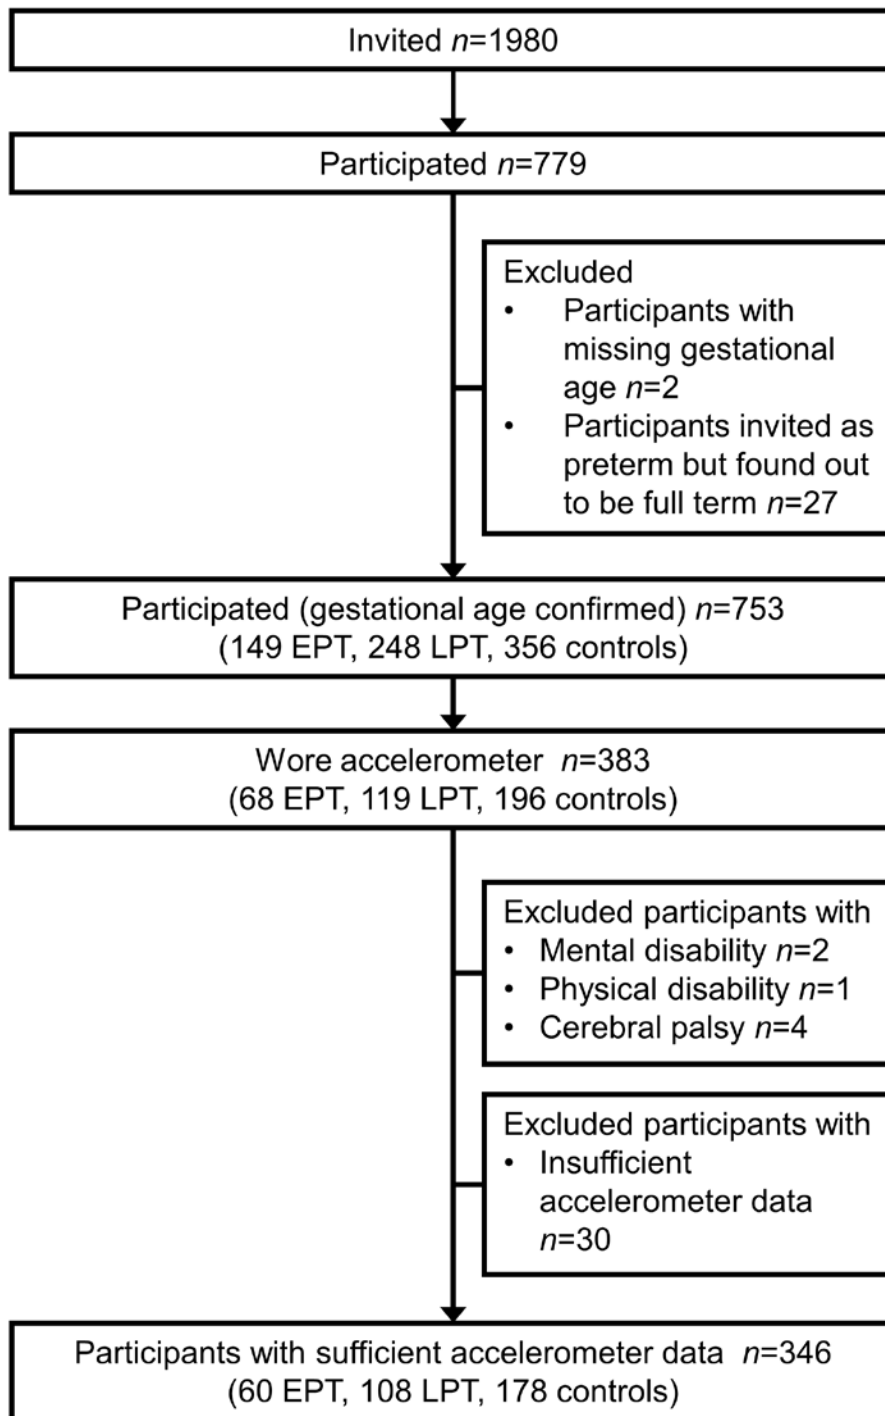 Invited n=1980
Participated n=779
Excluded
• Participants with
missing gestational
age n=2
• Participants invited as
preterm but found out
to be full term n=27
Participated (gestational age confirmed) n=753
(149 EPT, 248 LPT, 356 controls)
Wore accelerometer n=383
(68 EPT, 119 LPT, 196 controls)
Excluded participants with
• Mental disability n=2
• Physical disability n=1
• Cerebral palsy n=4
Excluded participants with
• Insufficient
accelerometer data
n=30
Participants with sufficient accelerometer data n=346
(60 EPT, 108 LPT, 178 controls)